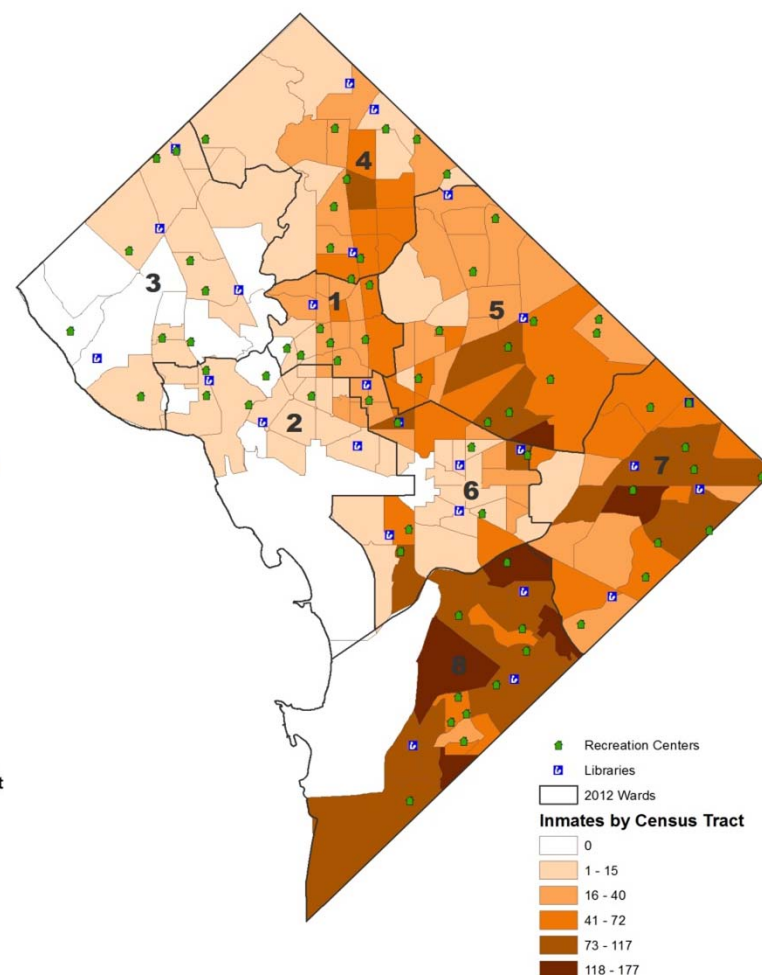 4
3
1
5
2
7
6
8
t
Recreation Centers
Libraries
2012 Wards
Inmates by Census Tract
0
1 - 15
16 - 40
41 - 72
73 - 117
118 - 177